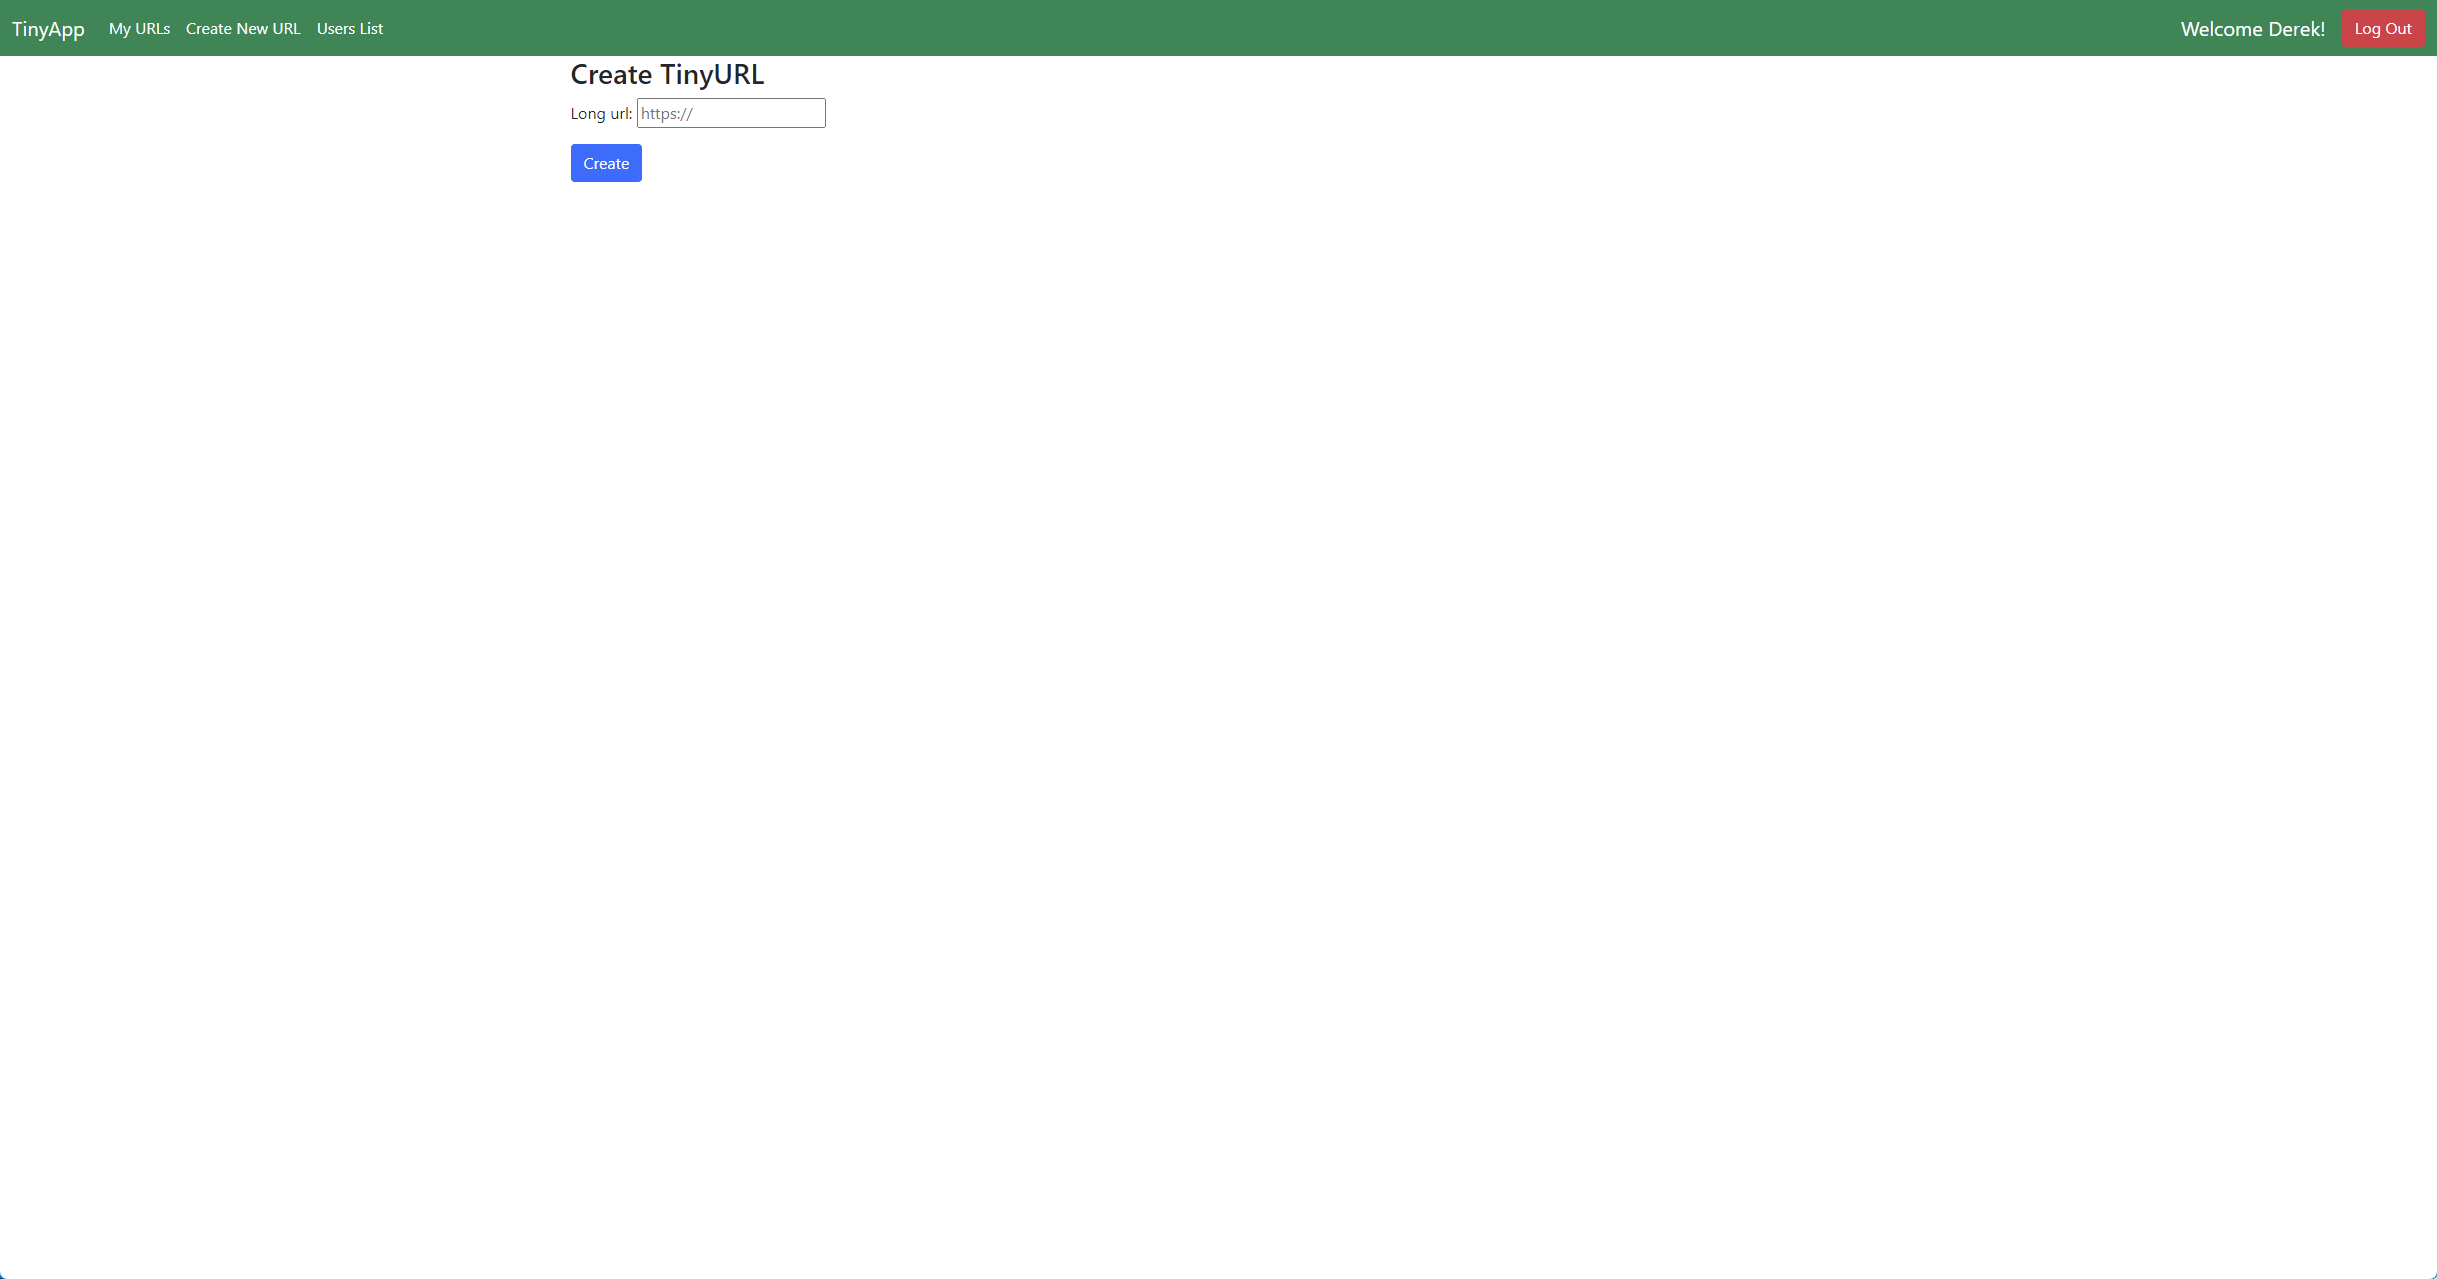 TinyApp My URLs Create New URL Users List Welcome Derek! Log Out
Create TinyURL
Long url: https://
Create